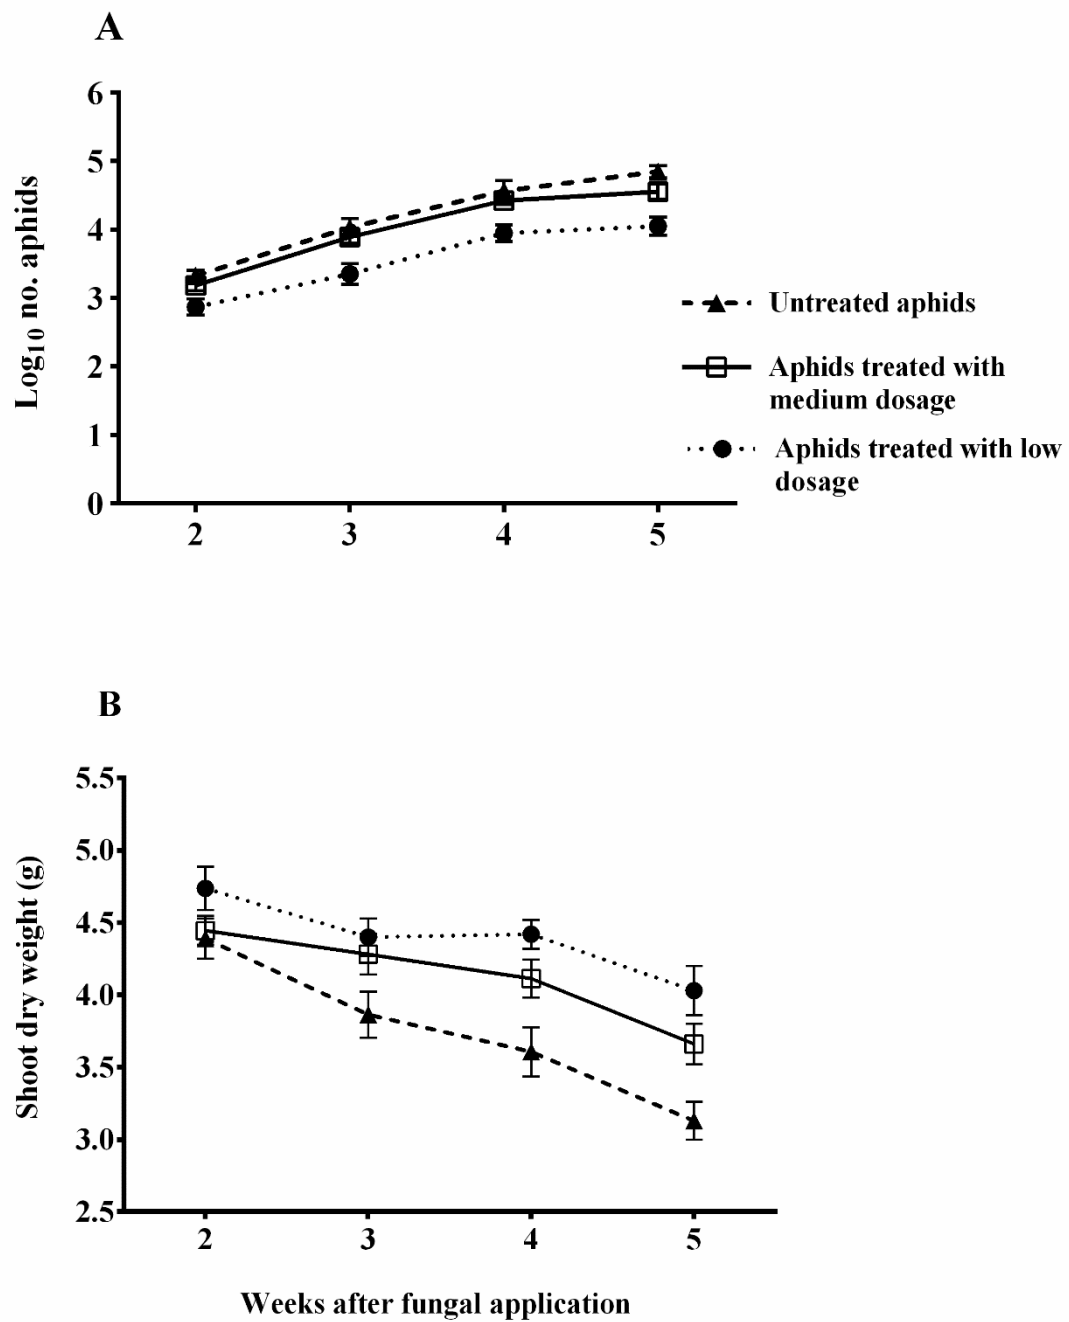 A
6
5
4
3
2
1
0
Log10 no. aphids
2 3 4 5
Untreated aphids
Aphids treated with
medium dosage
Aphids treated with low
dosage
B
5.5
5.0
4.5
4.0
3.5
3.0
2.5
Shoot dry weight (g)
2 3 4 5
Weeks after fungal application